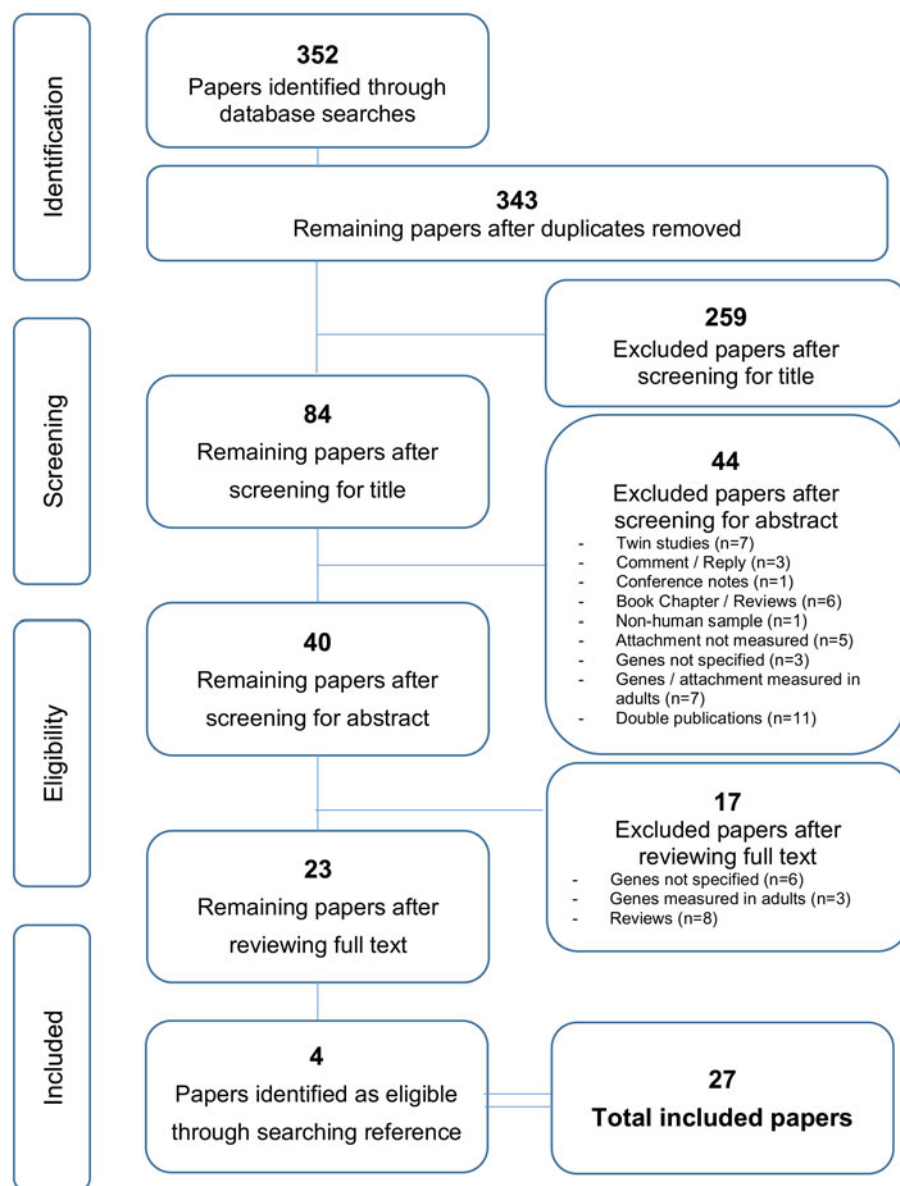 Identification
352
Papers identified through
database searches
343
Remaining papers after duplicates removed
Screening
259
Excluded papers after
screening for title
84
Remaining papers after
screening for title
44
Excluded papers after
screening for abstract
- Twin studies (n=7)
- Comment / Reply (n=3)
- Conference notes (n=1)
- Book Chapter / Reviews (n=6)
- Non-human sample (n=1)
- Attachment not measured (n=5)
- Genes not specified (n=3)
- Genes / attachment measured in
adults (n=7)
- Double publications (n=11)
Eligibility
40
Remaining papers after
screening for abstract
17
Excluded papers after
reviewing full text
- Genes not specified (n=6)
- Genes measured in adults (n=3)
- Reviews (n=8)
23
Remaining papers after
reviewing full text
Included
4
Papers identified as eligible
through searching reference
27
Total included papers